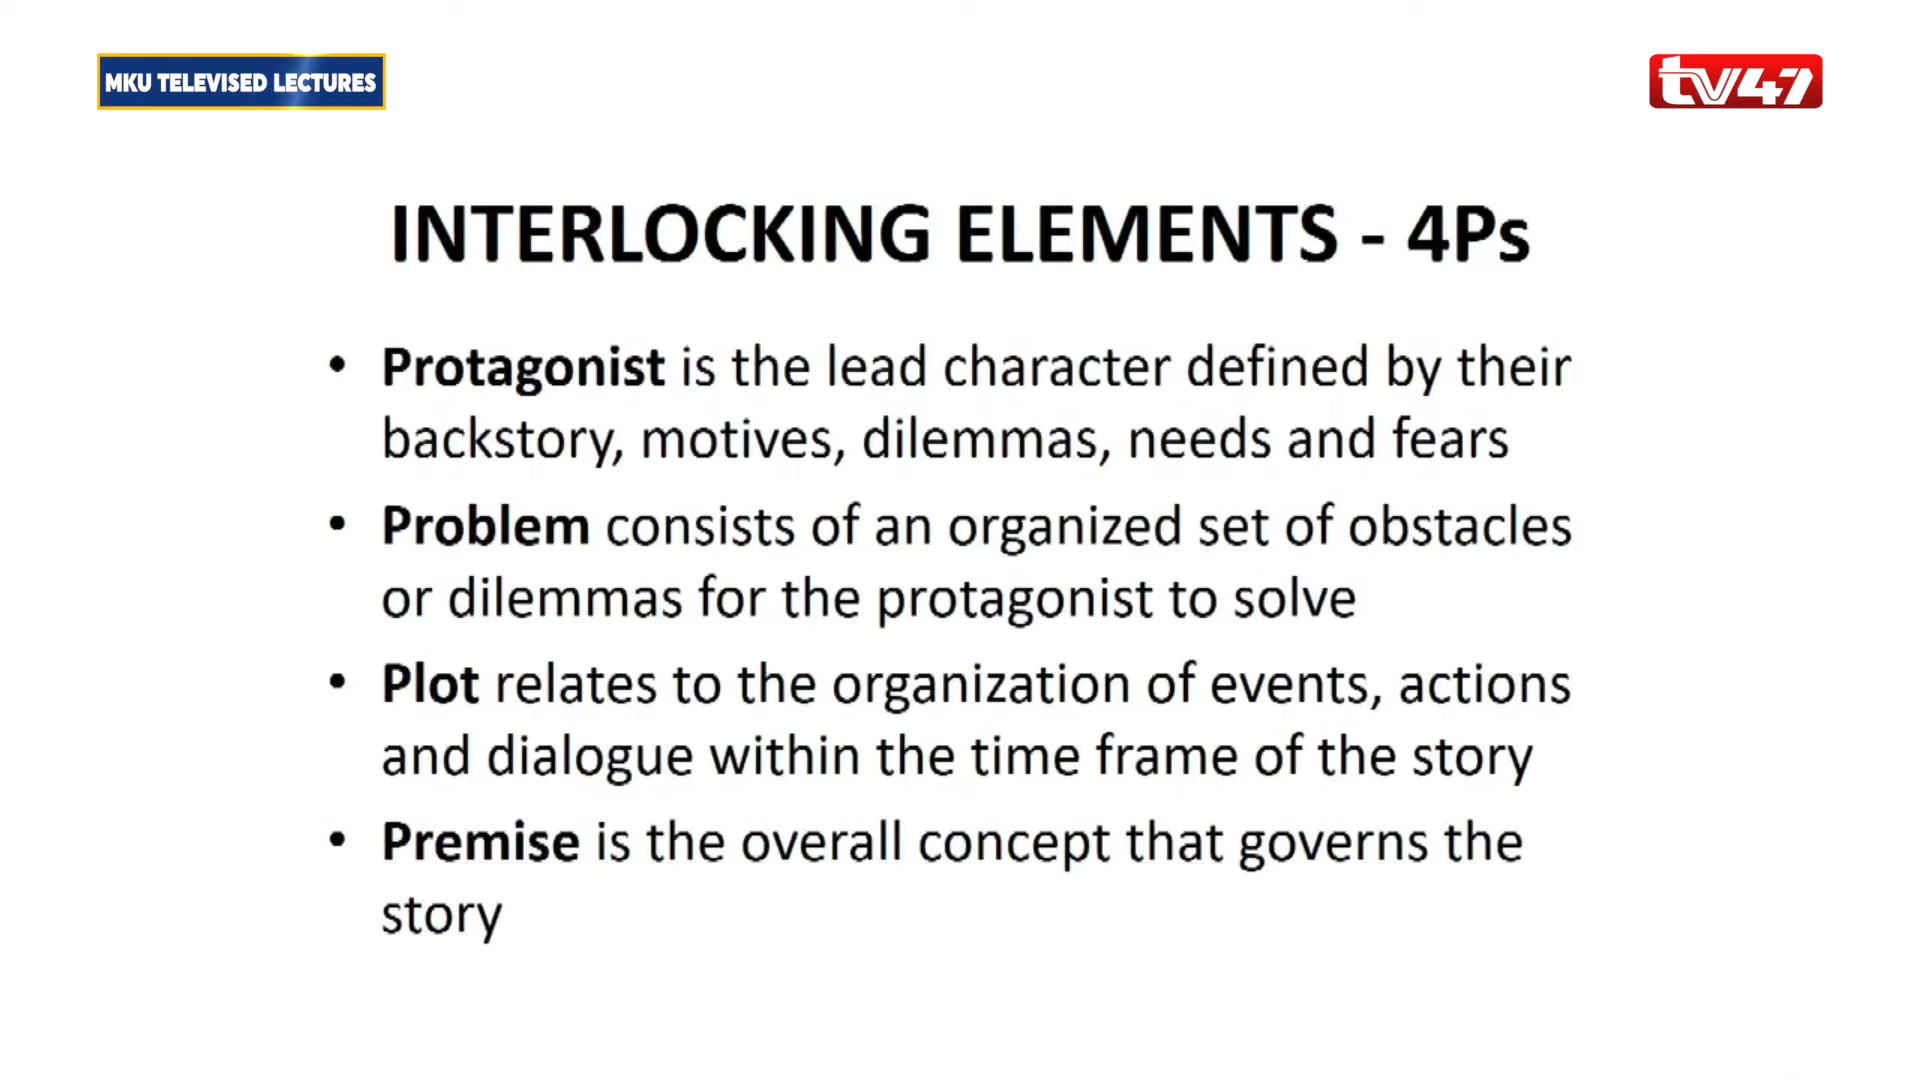 MKU TELEVISED LECTURES
tv47
INTERLOCKING ELEMENTS - 4Ps
• Protagonist is the lead character defined by their
backstory, motives, dilemmas, needs and fears
• Problem consists of an organized set of obstacles
or dilemmas for the protagonist to solve
• Plot relates to the organization of events, actions
and dialogue within the time frame of the story
• Premise is the overall concept that governs the
story